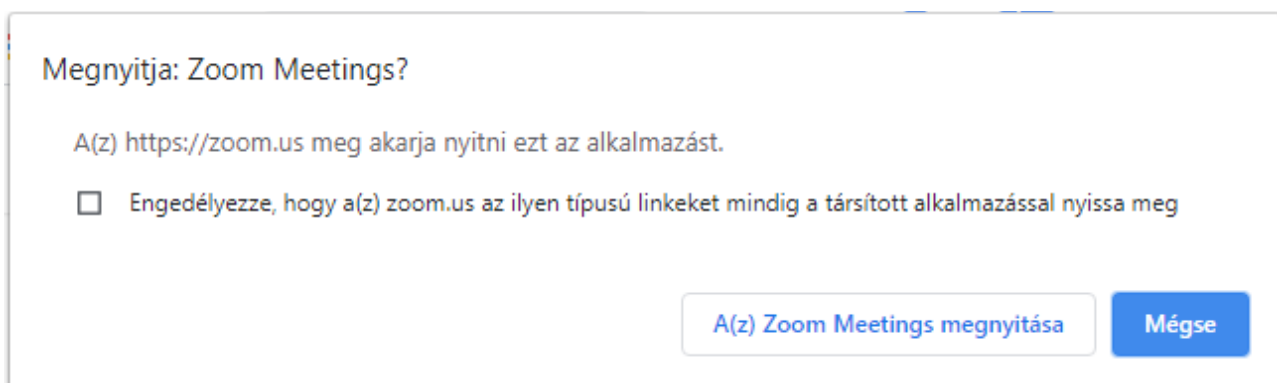 Megnyitja: Zoom Meetings?
A(z) https://zoom.us meg akarja nyitni ezt az alkalmazást.
Engedélyezze, hogy a(z) zoom.us az ilyen típusú linkeket mindig a társított alkalmazással nyissa meg
A(z) Zoom Meetings megnyitása Mégse